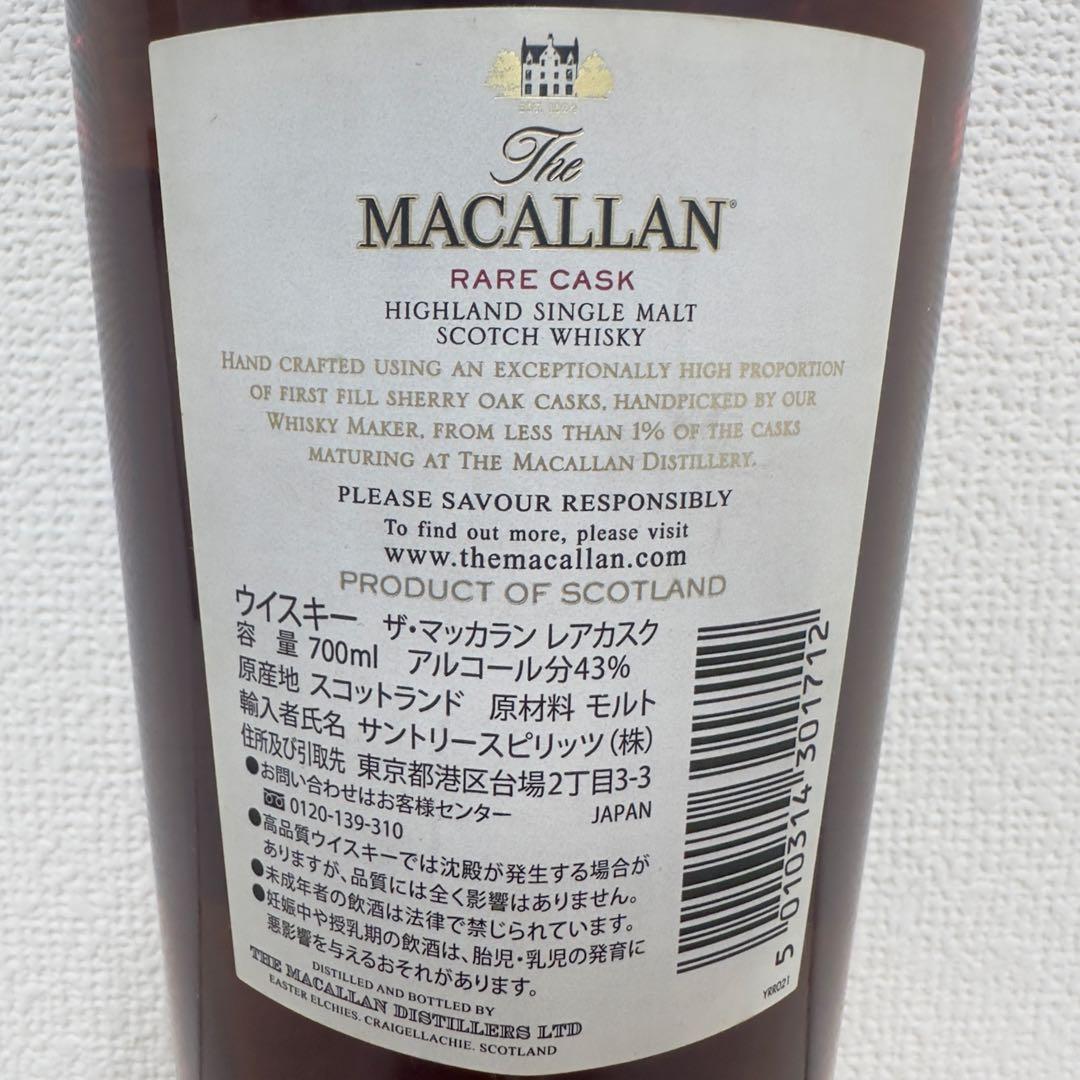 EST. 1824
The
MACALLAN®
RARE CASK
HIGHLAND SINGLE MALT
SCOTCH WHISKY
HAND CRAFTED USING AN EXCEPTIONALLY HIGH PROPORTION
OF FIRST FILL SHERRY OAK CASKS, HANDPICKED BY OUR
WHISKY MAKER, FROM LESS THAN 1% OF THE CASKS
MATURING AT THE MACALLAN DISTILLERY.
PLEASE SAVOUR RESPONSIBLY
To find out more, please visit
www.themacallan.com
PRODUCT OF SCOTLAND
ウイスキー ザ・マッカラン レアカスク
容量 700ml アルコール分43%
原産地 スコットランド 原材料 モルト
輸入者氏名 サントリースピリッツ(株)
住所及び引取先 東京都港区台場2丁目3-3
●お問い合わせはお客様センター JAPAN
0120-139-310
●高品質ウイスキーでは沈殿が発生する場合が
ありますが、品質には全く影響はありません。
●未成年者の飲酒は法律で禁じられています。
●妊娠中や授乳期の飲酒は、胎児・乳児の発育に
悪影響を与えるおそれがあります。
5 010314 301712
YRR021
DISTILLED AND BOTTLED BY
THE MACALLAN DISTILLERS LTD
EASTER ELCHIES, CRAIGELLACHIE, SCOTLAND